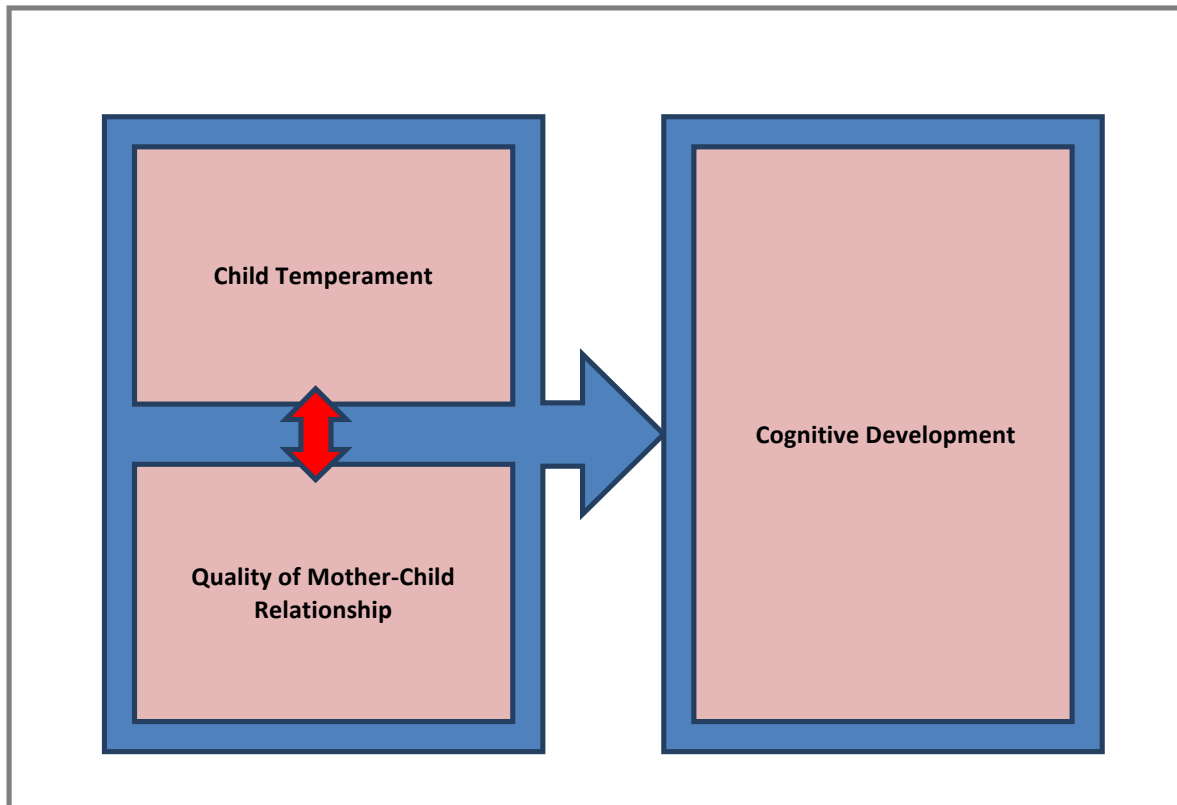 Child Temperament
Quality of Mother-Child
Relationship
Cognitive Development